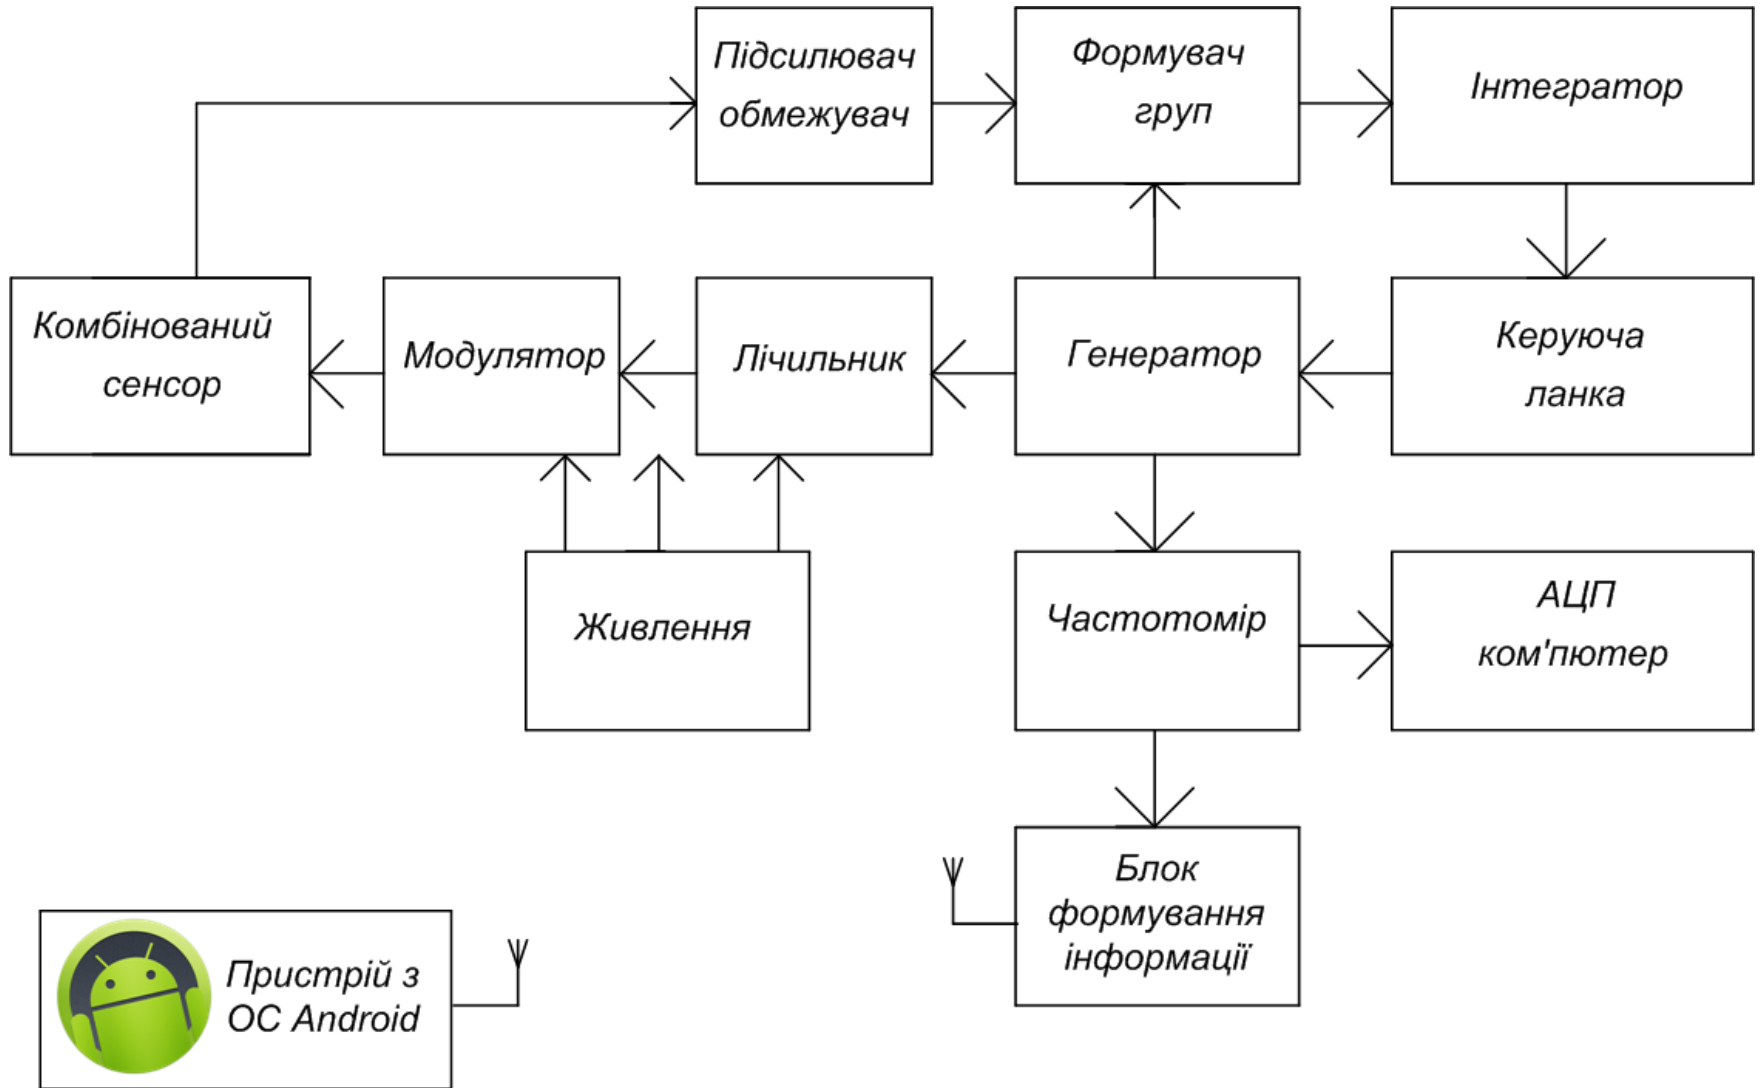 Підсилювач
обмежувач
Формувач
груп
Інтегратор
Комбінований
сенсор
Модулятор
Лічильник
Генератор
Керуюча
ланка
Живлення
Частотомір
АЦП
ком'пютер
Блок
формування
інформації
Пристрій з
ОС Android